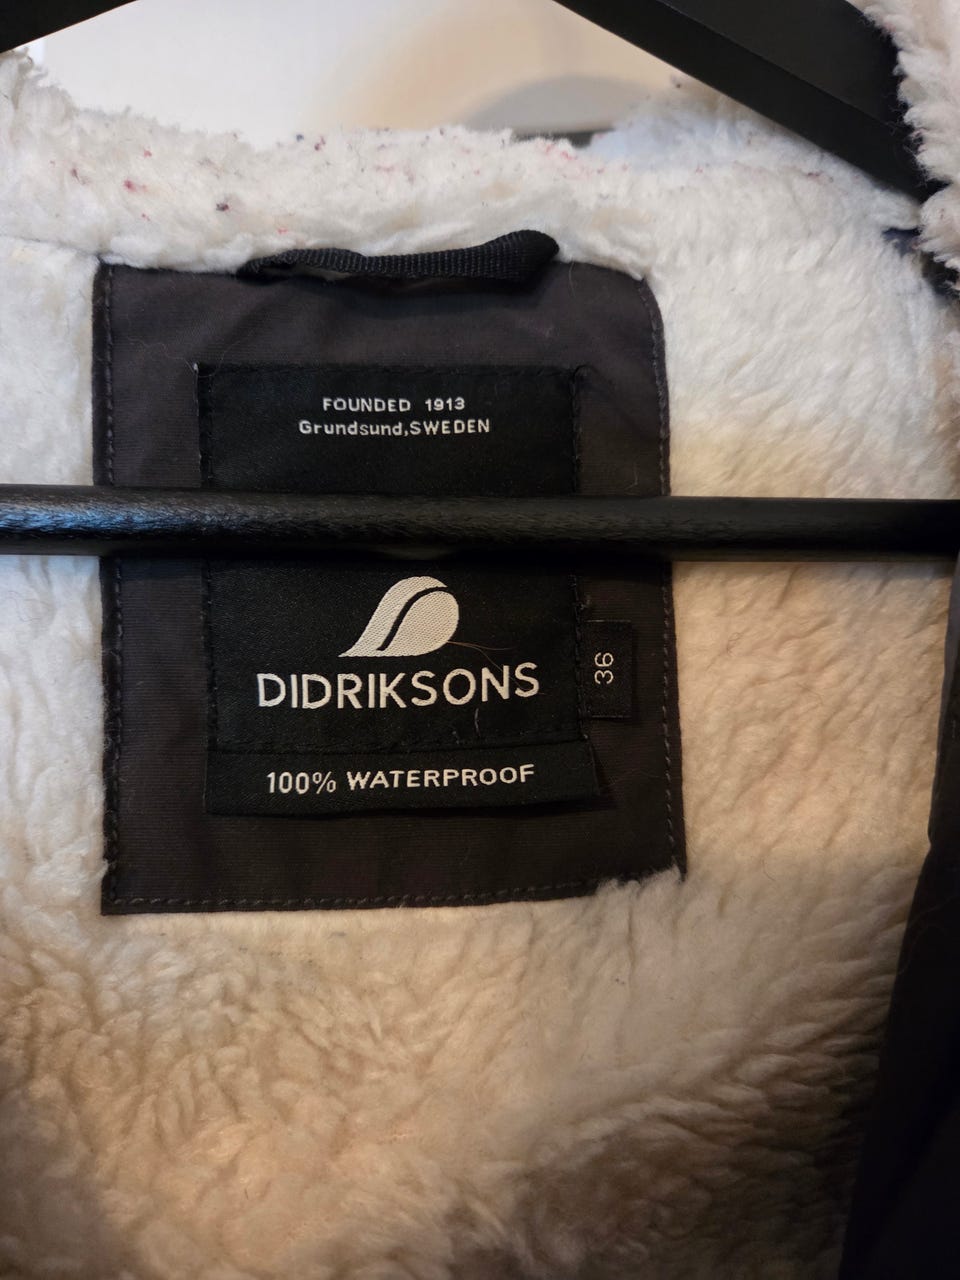 FOUNDED 1913
Grundsund,SWEDEN
DIDRIKSONS
36
100% WATERPROOF